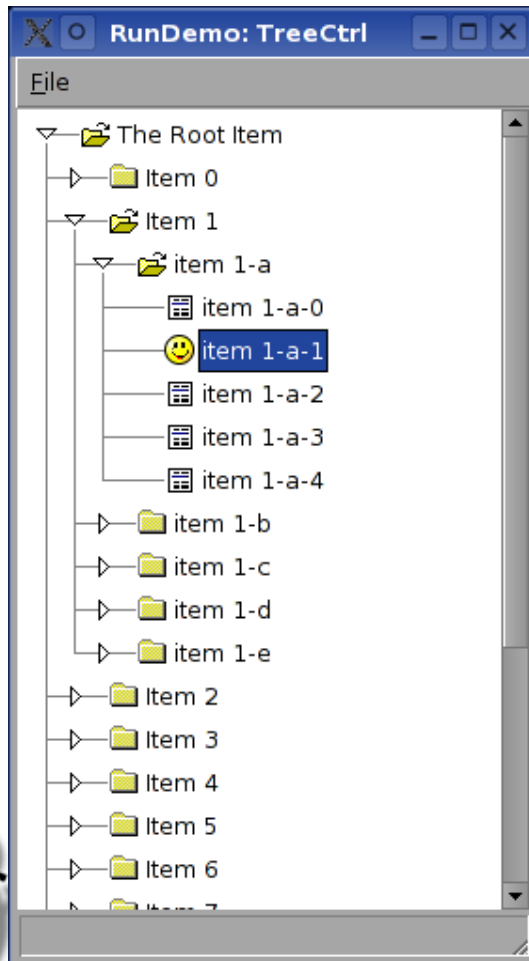 RunDemo: TreeCtrl
File
The Root Item
Item 0
Item 1
item 1-a
item 1-a-0
item 1-a-1
item 1-a-2
item 1-a-3
item 1-a-4
item 1-b
item 1-c
item 1-d
item 1-e
Item 2
Item 3
Item 4
Item 5
Item 6
Item 7